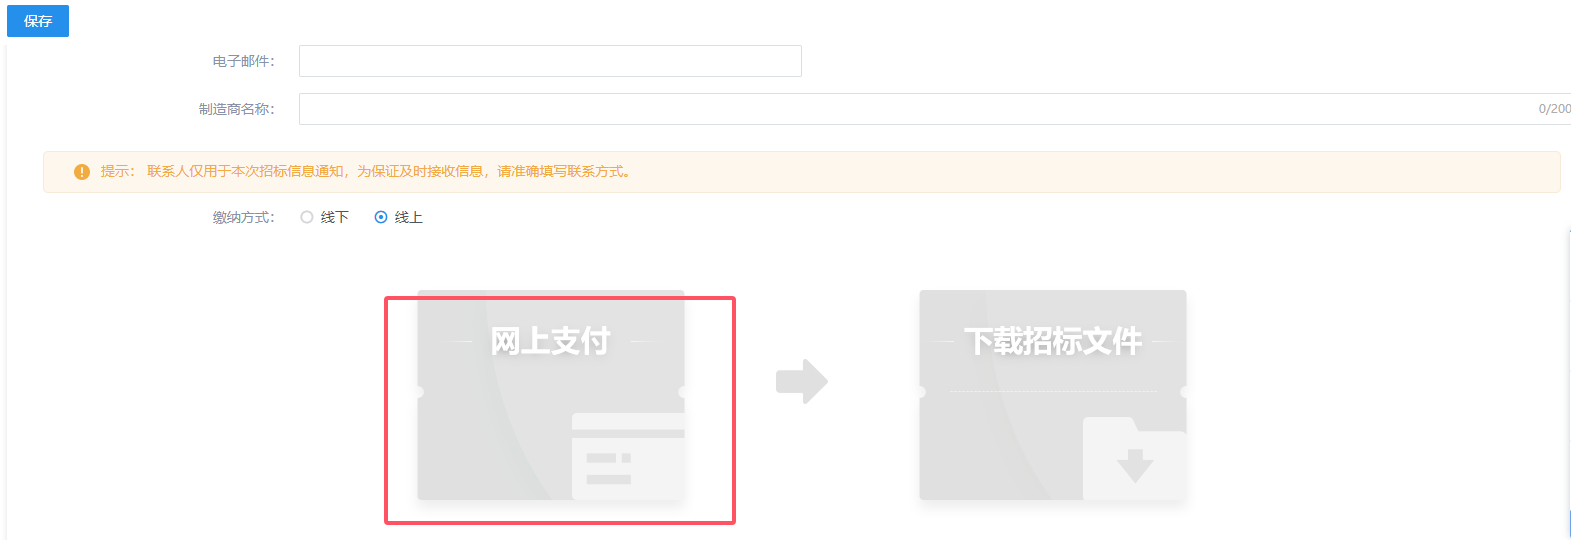 保存
电子邮件：
制造商名称：
0/200
提示： 联系人仅用于本次招标信息通知，为保证及时接收信息，请准确填写联系方式。
缴纳方式： 线下 线上
网上支付 下载招标文件